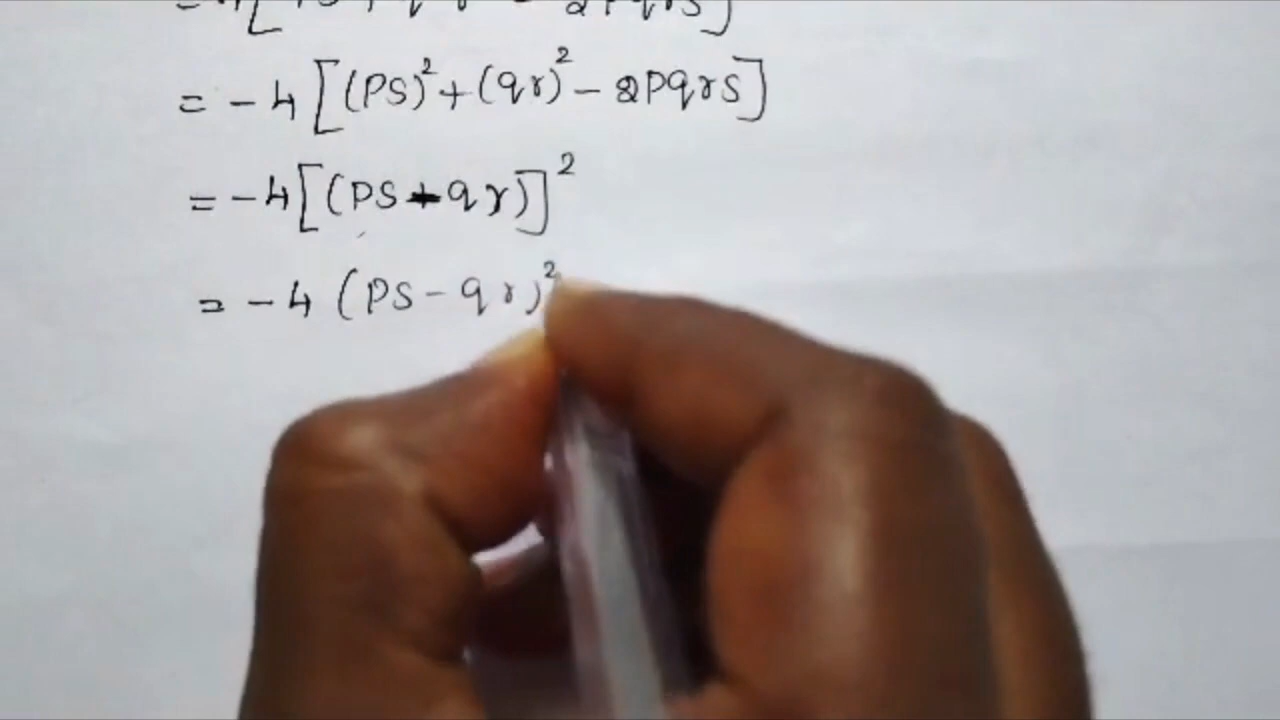 = -4[(PS)²+(qr)² - 2PqrS]
= -4[(PS-qr)]²
= -4 (PS-qr)²